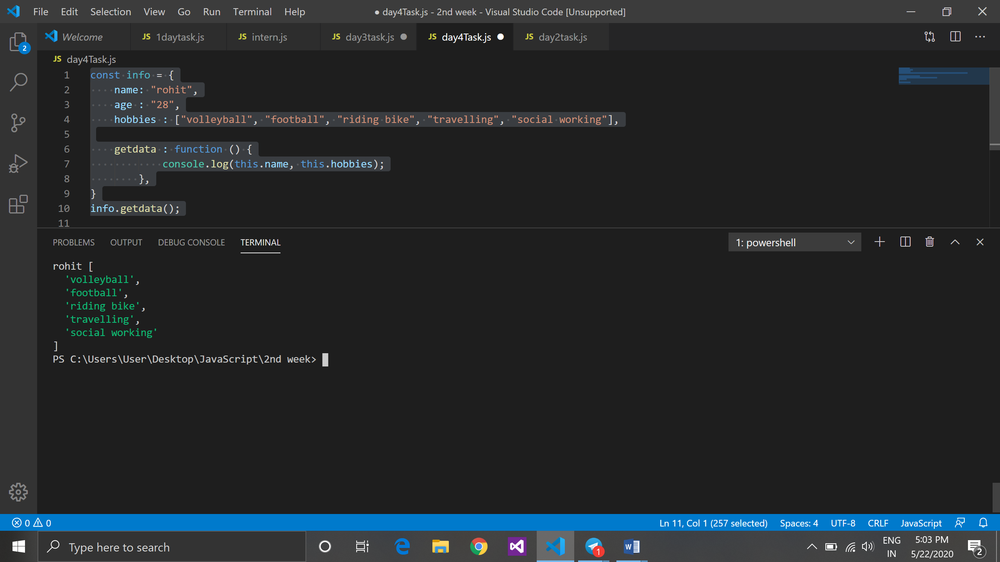 File Edit Selection View Go Run Terminal Help ● day4Task.js - 2nd week - Visual Studio Code [Unsupported]
Welcome JS 1daytask.js JS intern.js JS day3task.js ● JS day4Task.js ● JS day2task.js ...
2
JS day4Task.js
1 const info = {
2     name: "rohit",
3     age : "28",
4     hobbies : ["volleyball", "football", "riding bike", "travelling", "social working"],
5
6     getdata : function () {
7             console.log(this.name, this.hobbies);
8         },
9 }
10 info.getdata();
11
PROBLEMS OUTPUT DEBUG CONSOLE TERMINAL 1: powershell
rohit [
  'volleyball',
  'football',
  'riding bike',
  'travelling',
  'social working'
]
PS C:\Users\User\Desktop\JavaScript\2nd week>
0 0 Ln 11, Col 1 (257 selected) Spaces: 4 UTF-8 CRLF JavaScript
Type here to search 1 ENG 5:03 PM
IN 5/22/2020 2